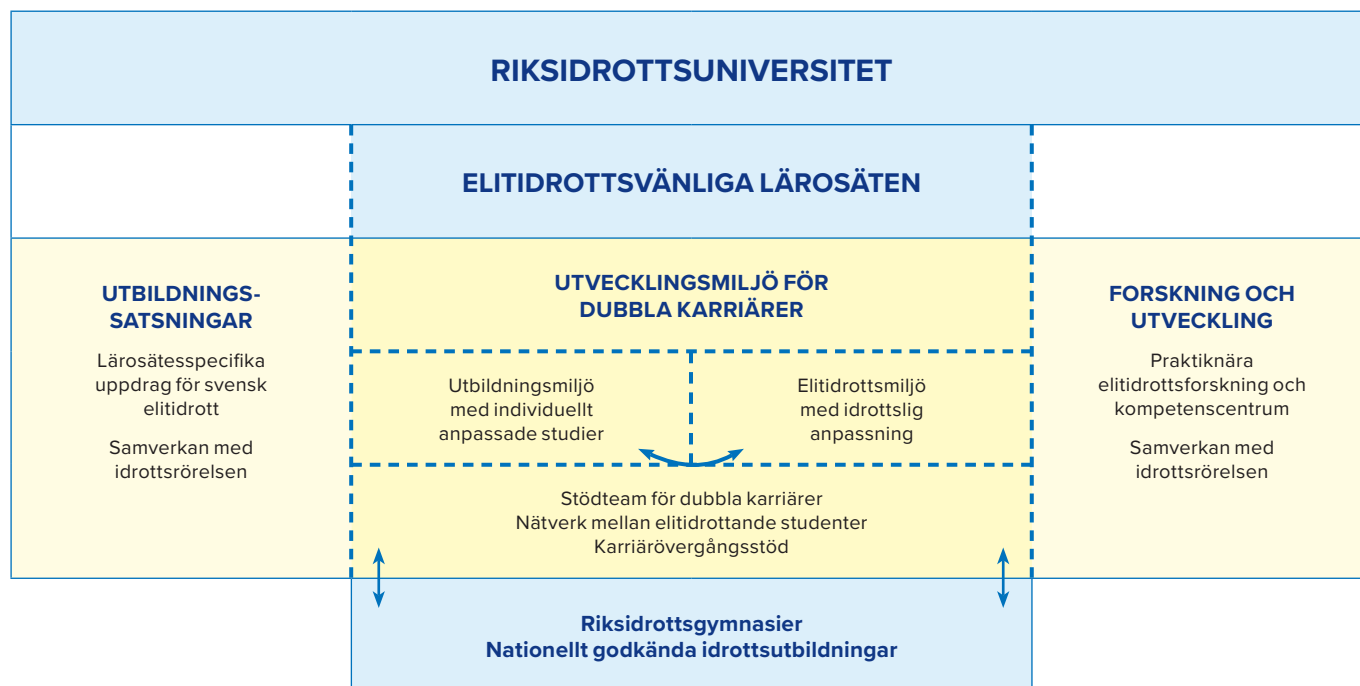 RIKSIDROTTSUNIVERSITET
ELITIDROTTSVÄNLIGA LÄROSÄTEN
UTBILDNINGS-
SATSNINGAR
Lärosätesspecifika
uppdrag för svensk
elitidrott
Samverkan med
idrottsrörelsen
UTVECKLINGSMILJÖ FÖR
DUBBLA KARRIÄRER
Utbildningsmiljö
med individuellt
anpassade studier
Elitidrottsmiljö
med idrottslig
anpassning
Stödteam för dubbla karriärer
Nätverk mellan elitidrottande studenter
Karriärövergångsstöd
FORSKNING OCH
UTVECKLING
Praktiknära
elitidrottsforskning och
kompetenscentrum
Samverkan med
idrottsrörelsen
Riksidrottsgymnasier
Nationellt godkända idrottsutbildningar